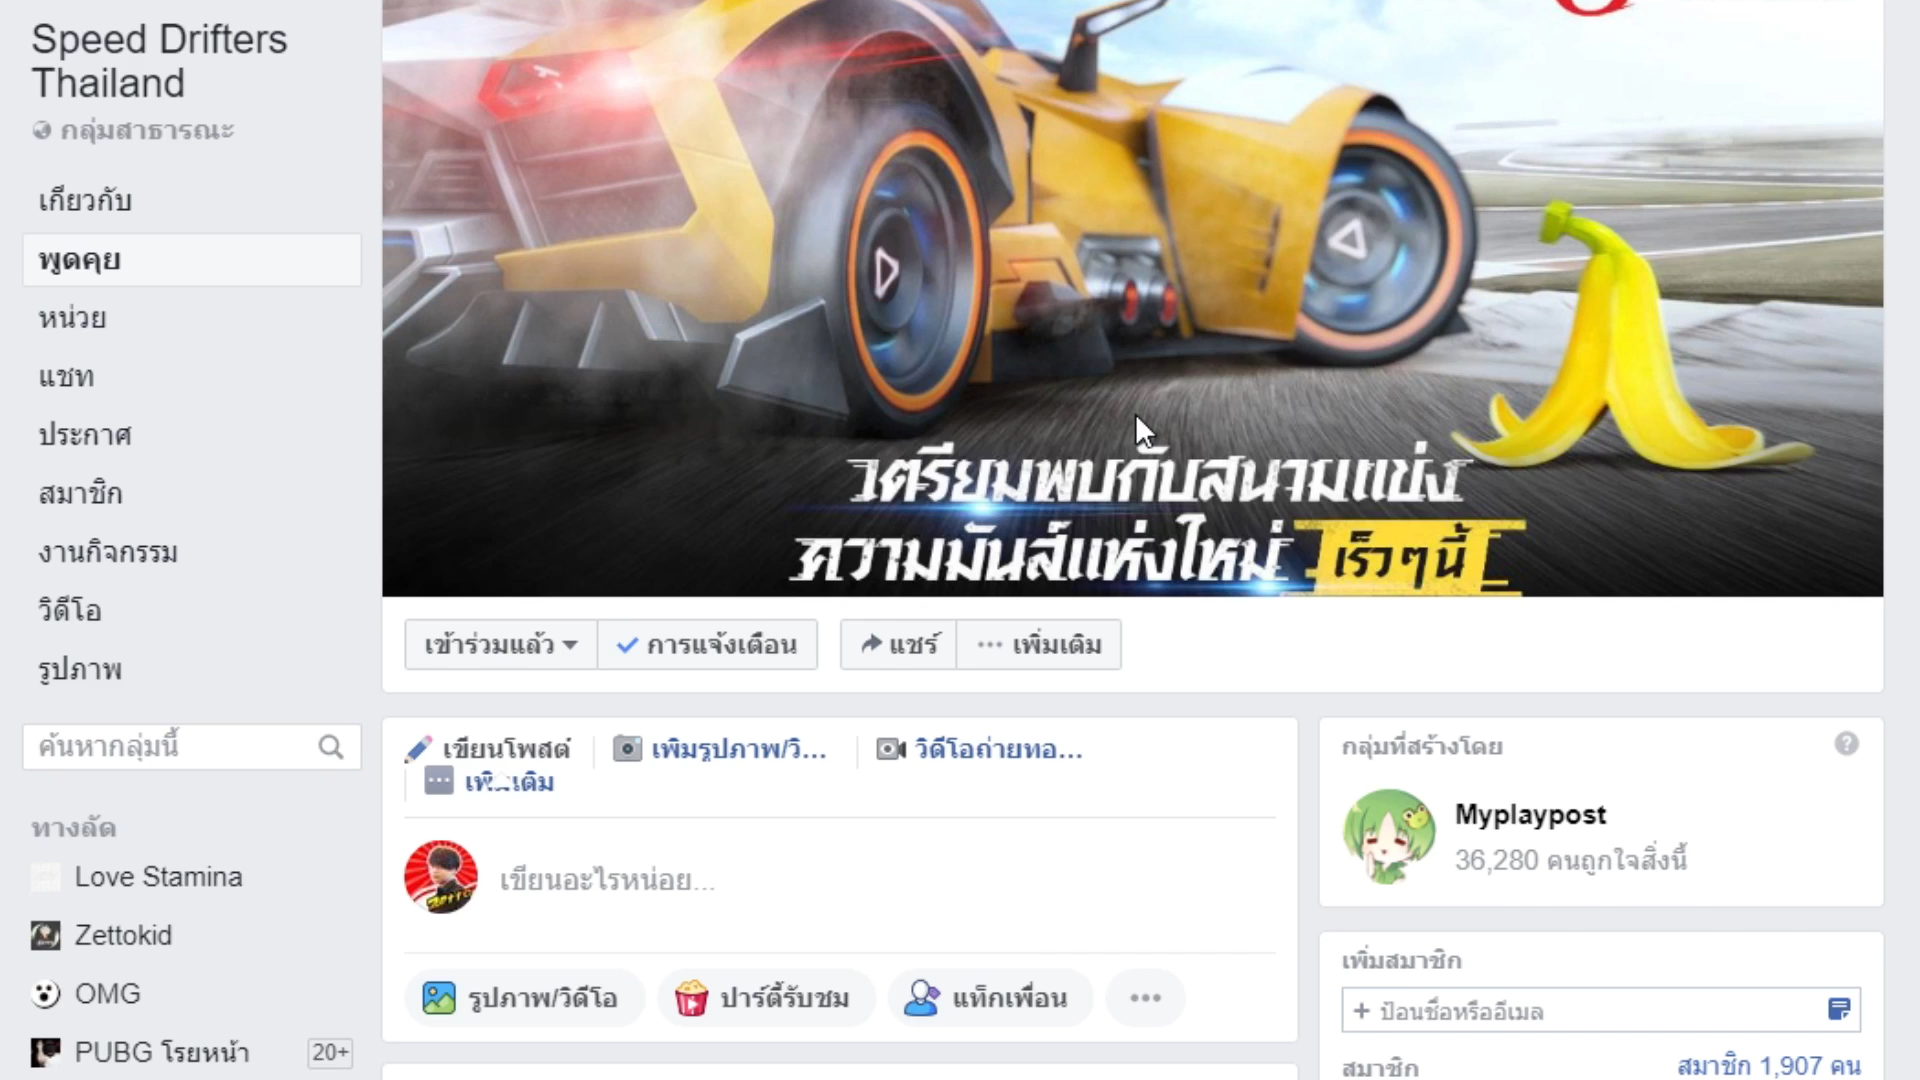 Speed Drifters
Thailand
กลุ่มสาธารณะ
เกี่ยวกับ
พูดคุย
หน่วย
แชท
ประกาศ
สมาชิก
งานกิจกรรม
วิดีโอ
รูปภาพ
ค้นหากลุ่มนี้
ทางลัด
Love Stamina
Zettokid
OMG
PUBG โรยหน้า
20+
เตรียมพบกับสนามแข่ง
ความมันส์แห่งใหม่ เร็วๆนี้
เข้าร่วมแล้ว
การแจ้งเตือน
แชร์
เพิ่มเติม
เขียนโพสต์
เพิ่มรูปภาพ/วิ...
วิดีโอถ่ายทอ...
เพิ่มเติม
เขียนอะไรหน่อย...
รูปภาพ/วิดีโอ
ปาร์ตี้รับชม
แท็กเพื่อน
กลุ่มที่สร้างโดย
Myplaypost
36,280 คนถูกใจสิ่งนี้
เพิ่มสมาชิก
+ ป้อนชื่อหรืออีเมล
สมาชิก
สมาชิก 1,907 คน